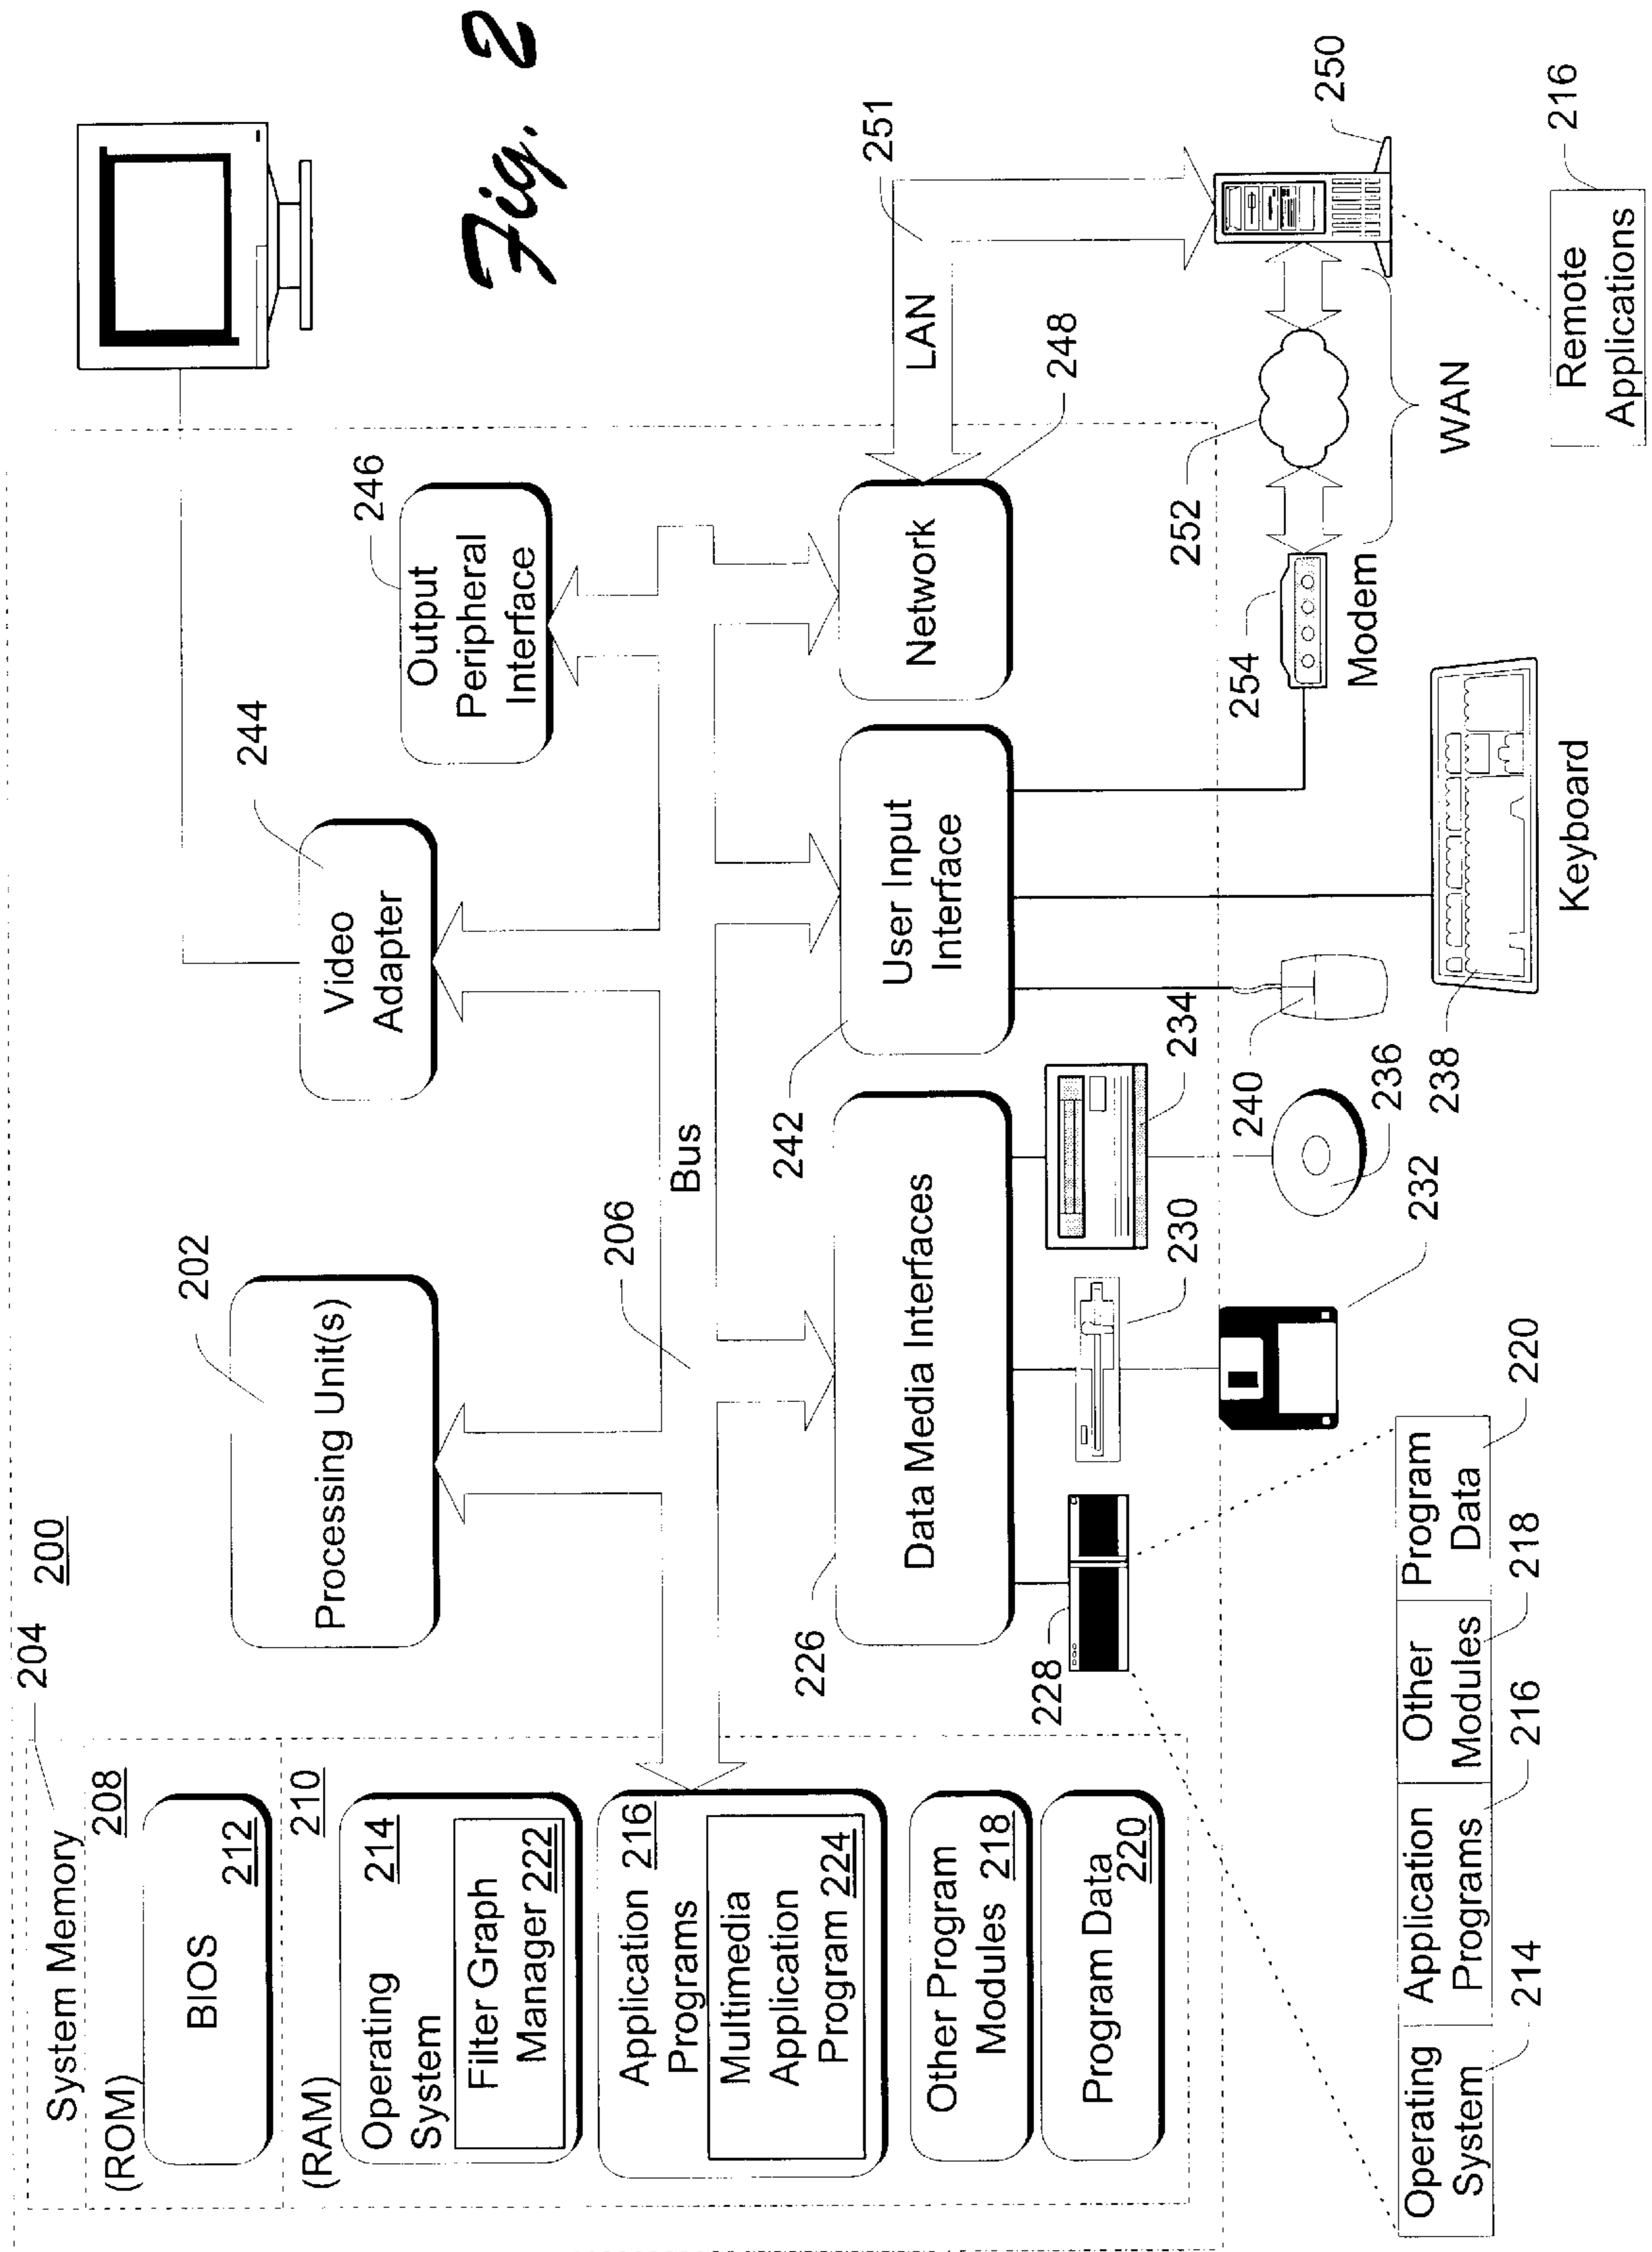 204
200
System Memory
(ROM) 208
BIOS
212
(RAM) 210
Operating 214
System
Filter Graph
Manager 222
Application 216
Programs
Multimedia
Application
Program 224
Other Program
Modules 218
Program Data
220
202
Processing Unit(s)
206
Bus
244
Video
Adapter
246
Output
Peripheral
Interface
226
Data Media Interfaces
242
User Input
Interface
Network
248
LAN
251
228
230
234
232
236
240
238
Keyboard
254
Modem
252
WAN
250
Remote
Applications
216
Operating
System
214
Application
Programs
216
Other
Modules
218
Program
Data
220
Fig. 2